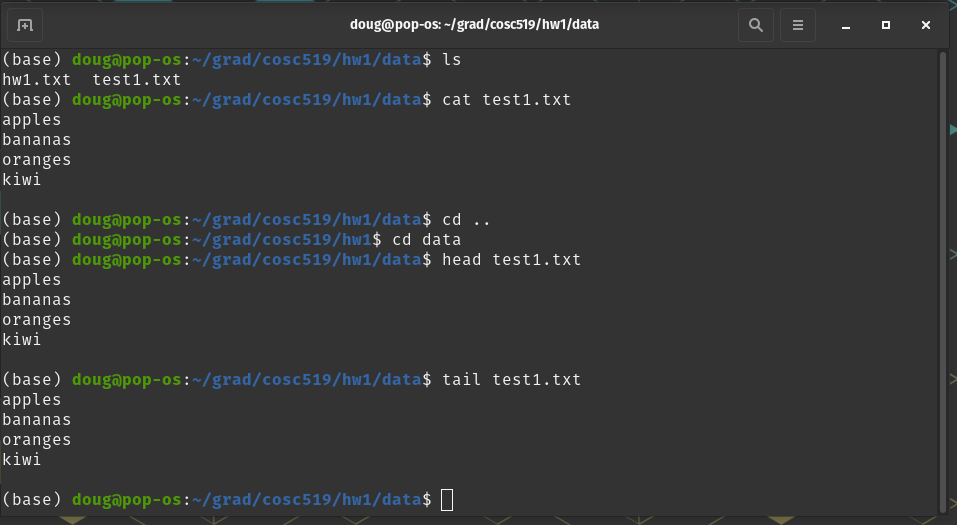 doug@pop-os: ~/grad/cosc519/hw1/data
(base) doug@pop-os:~/grad/cosc519/hw1/data$ ls
hw1.txt  test1.txt
(base) doug@pop-os:~/grad/cosc519/hw1/data$ cat test1.txt
apples
bananas
oranges
kiwi

(base) doug@pop-os:~/grad/cosc519/hw1/data$ cd ..
(base) doug@pop-os:~/grad/cosc519/hw1$ cd data
(base) doug@pop-os:~/grad/cosc519/hw1/data$ head test1.txt
apples
bananas
oranges
kiwi

(base) doug@pop-os:~/grad/cosc519/hw1/data$ tail test1.txt
apples
bananas
oranges
kiwi

(base) doug@pop-os:~/grad/cosc519/hw1/data$